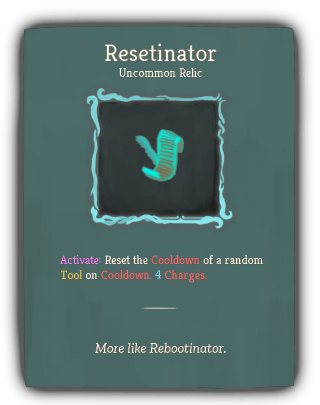 Resetinator
Uncommon Relic
Activate: Reset the Cooldown of a random
Tool on Cooldown. 4 Charges.
More like Rebootinator.